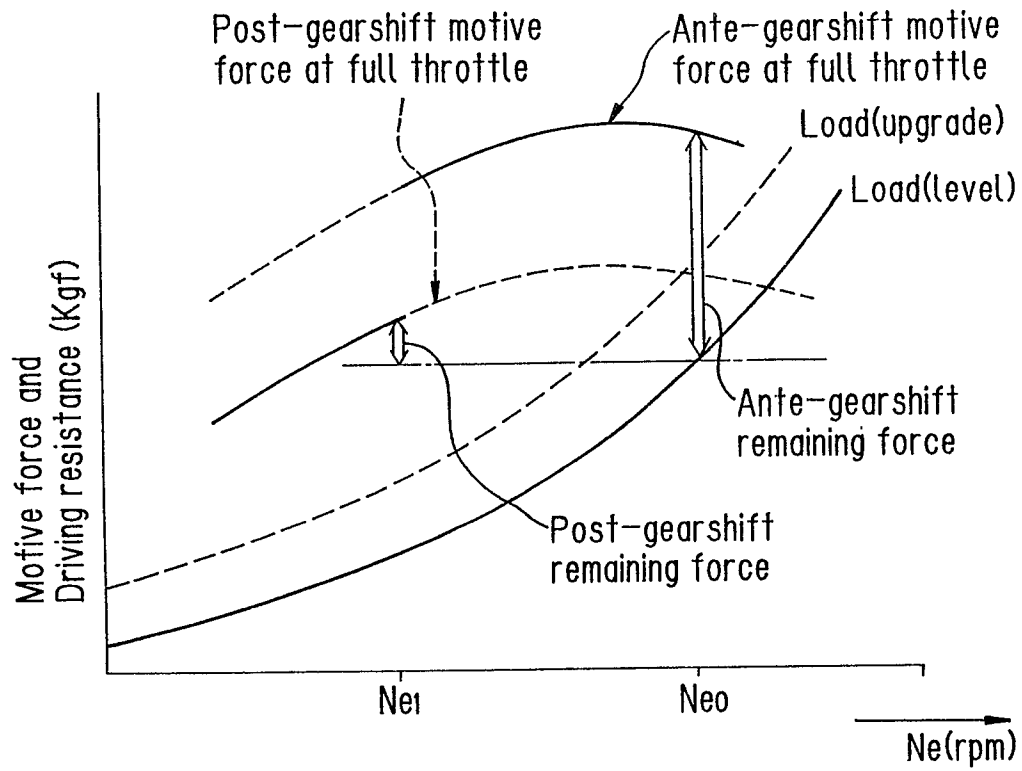 Post-gearshift motive
force at full throttle
Ante-gearshift motive
force at full throttle
Load(upgrade)
Load(level)
Motive force and
Driving resistance (Kgf)
Ante-gearshift
remaining force
Post-gearshift
remaining force
Ne1
Ne0
Ne(rpm)